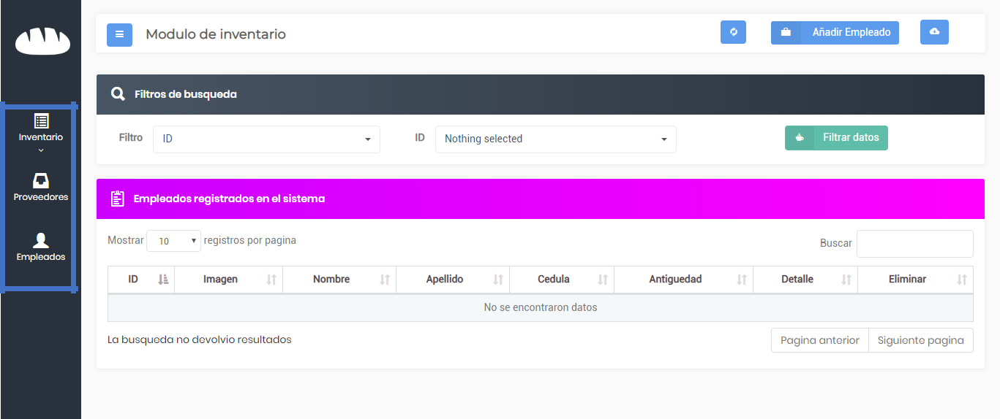 Modulo de inventario
Añadir Empleado
Inventario
Proveedores
Empleados
Filtros de busqueda
Filtro ID ID Nothing selected Filtrar datos
Empleados registrados en el sistema
Mostrar 10 registros por pagina Buscar
ID Imagen Nombre Apellido Cedula Antiguedad Detalle Eliminar
No se encontraron datos
La busqueda no devolvio resultados Pagina anterior Siguiente pagina